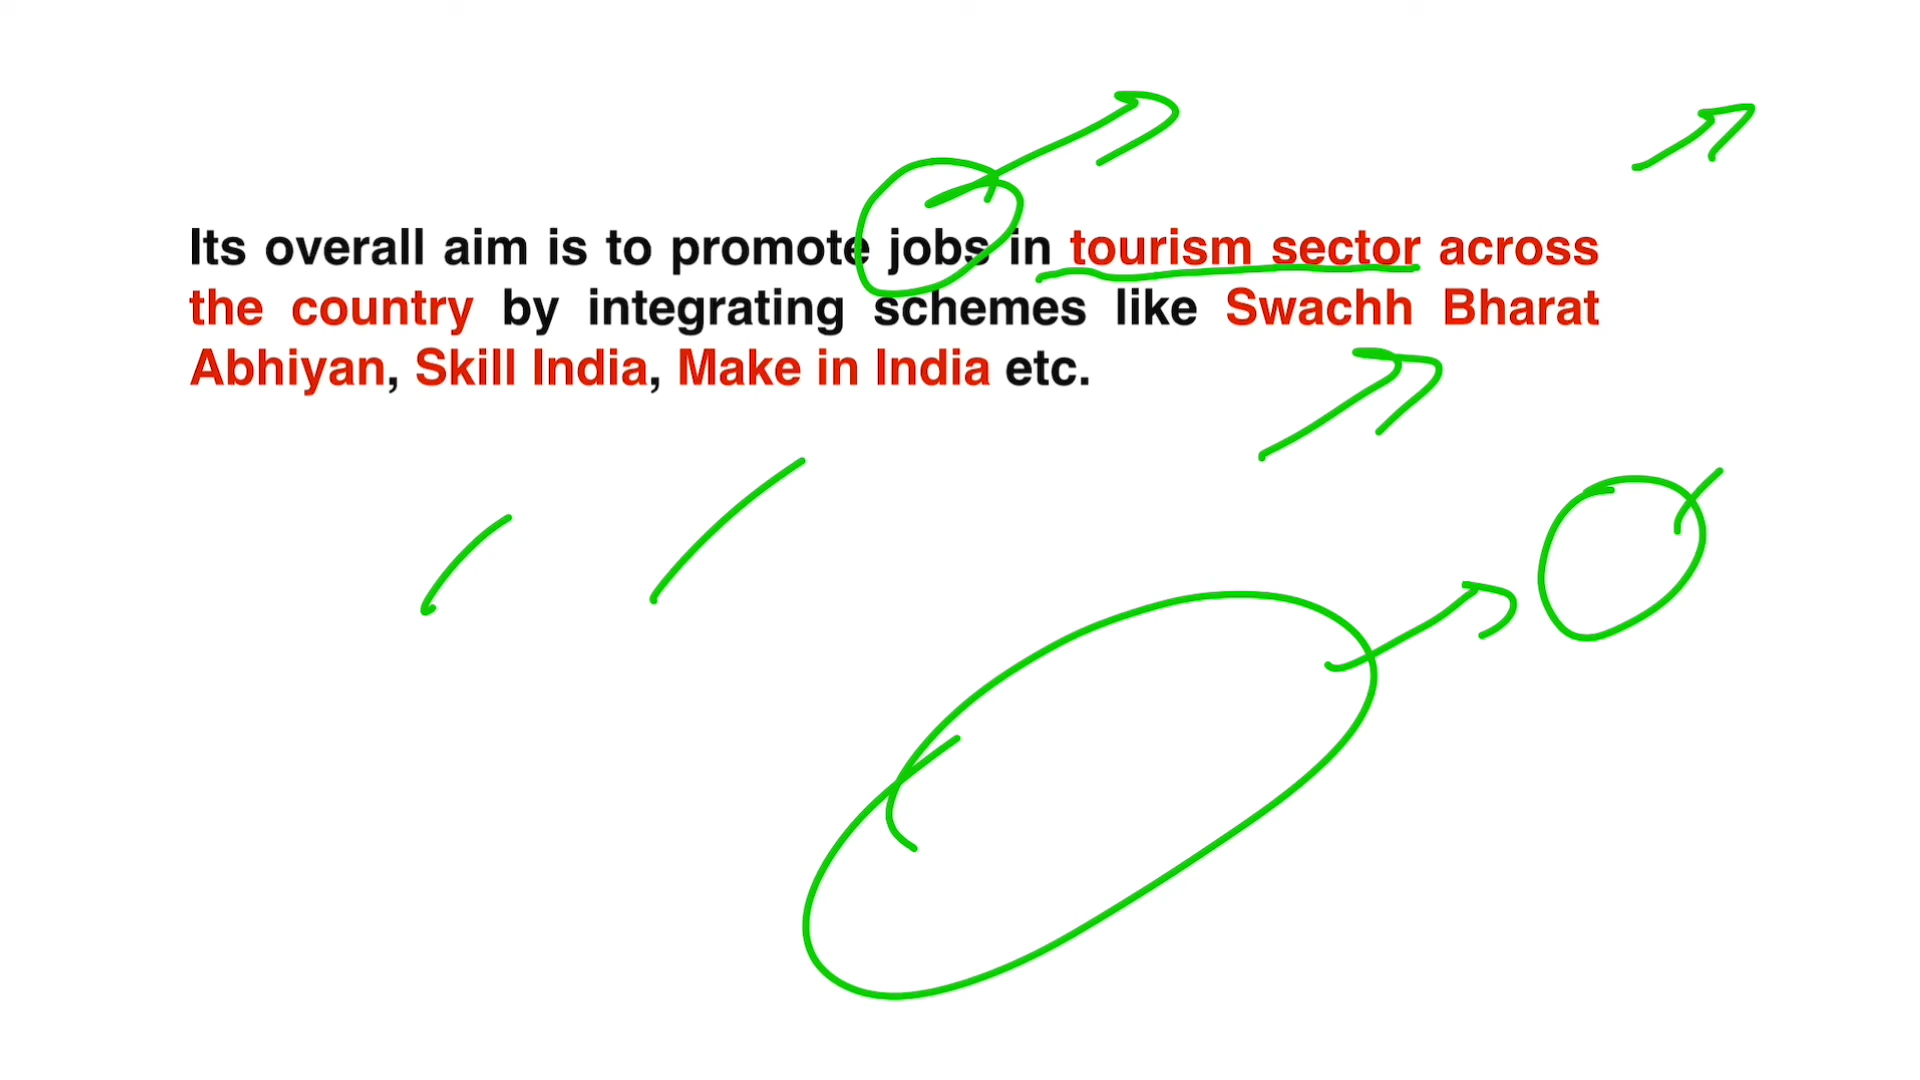 Its overall aim is to promote jobs in tourism sector across
the country by integrating schemes like Swachh Bharat
Abhiyan, Skill India, Make in India etc.